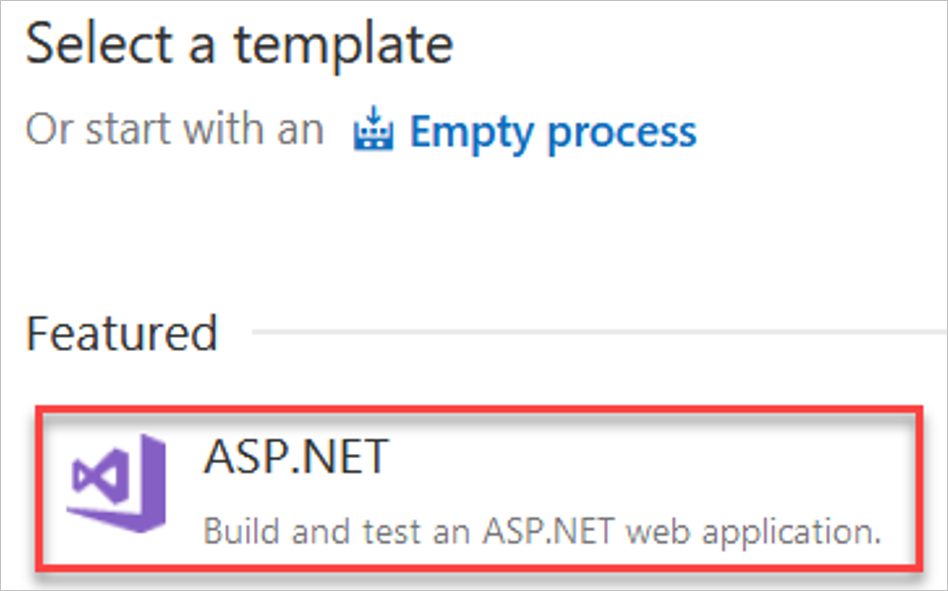 Select a template
Or start with an Empty process
Featured
ASP.NET
Build and test an ASP.NET web application.